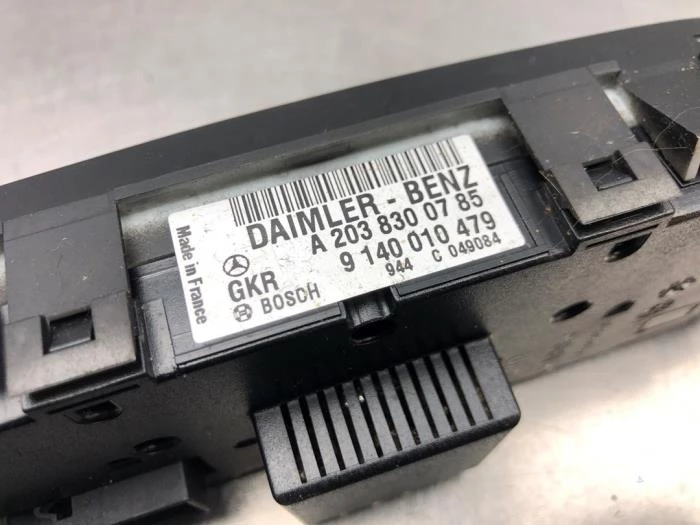 DAIMLER - BENZ
A 203 830 07 85
9 140 010 479
944 C 049084
GKR
BOSCH
Made in France